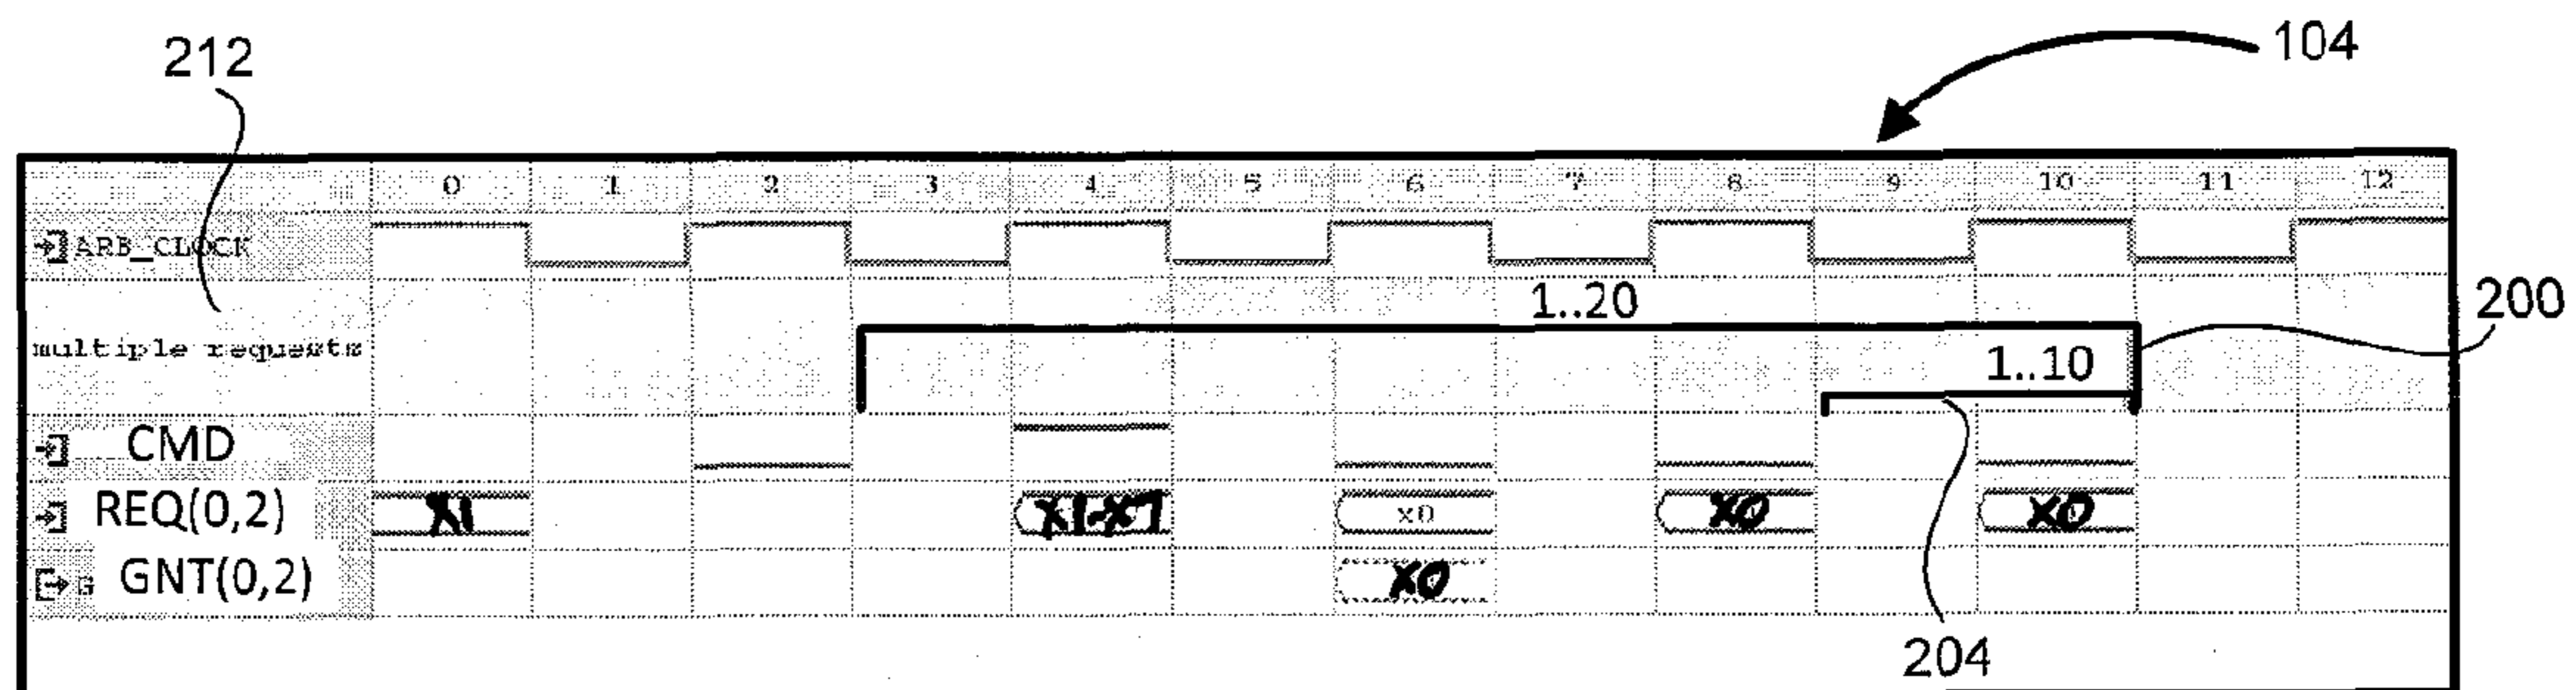 212
104
0 1 2 3 4 5 6 7 8 9 10 11 12
ARB_CLOCK
1..20
200
multiple requests
1..10
CMD
REQ(0,2) X1 X1-X7 x0 X0 X0
G GNT(0,2) X0
204